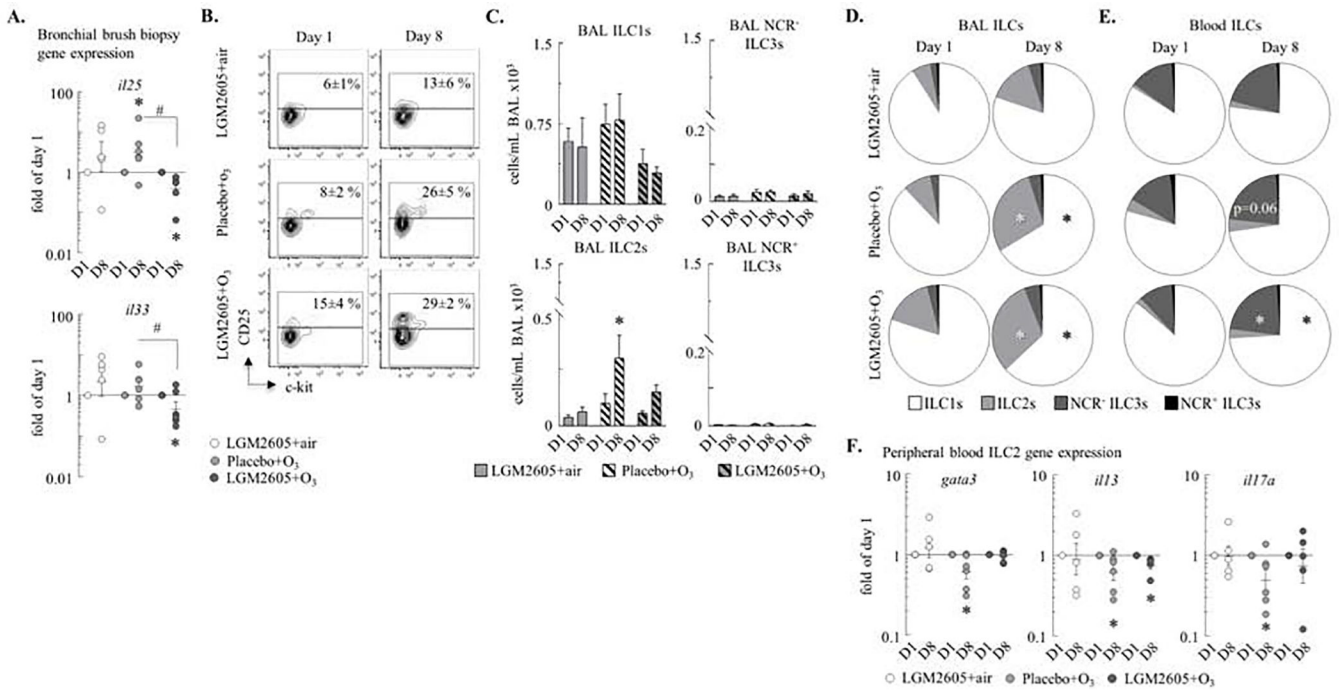 A.
Bronchial brush biopsy
gene expression
il25
100
1
0.01
fold of day 1
*
#
*
D1 D8 D1 D8 D1 D8
il33
100
1
0.01
fold of day 1
#
*
D1 D8 D1 D8 D1 D8
LGM2605+air
Placebo+O3
LGM2605+O3
B.
Day 1
Day 8
LGM2605+air
6±1%
13±6 %
Placebo+o3
8±2 %
26±5 %
LGM2605+O3
15±4 %
29±2 %
CD25
c-kit
C.
BAL ILC1s
1.5
0.75
0
cells/mL BAL x10³
D1 D8 D1 D8 D1 D8
BAL NCR-
ILC3s
1.5
0.2
0
D1 D8 D1 D8 D1 D8
BAL ILC2s
1.5
0.5
0
cells/mL BAL x10³
*
D1 D8 D1 D8 D1 D8
BAL NCR+
ILC3s
1.5
0.2
0
D1 D8 D1 D8 D1 D8
LGM2605+air
Placebo+O3
LGM2605+O3
D.
BAL ILCs
Day 1
Day 8
LGM2605+air
Placebo+O3
* *
LGM2605+O3
* *
E.
Blood ILCs
Day 1
Day 8
p=0.06
*
* *
ILC1s
ILC2s
NCR- ILC3s
NCR+ ILC3s
F.
Peripheral blood ILC2 gene expression
gata3
10
1
0.1
fold of day 1
*
D1 D8 D1 D8 D1 D8
il13
10
1
0.1
* *
D1 D8 D1 D8 D1 D8
il17a
10
1
0.1
*
D1 D8 D1 D8 D1 D8
LGM2605+air
Placebo+O3
LGM2605+O3